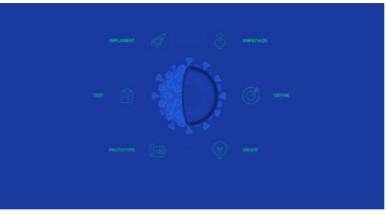 IMPLEMENT
EMPATHIZE
TEST
DEFINE
PROTOTYPE
IDEATE